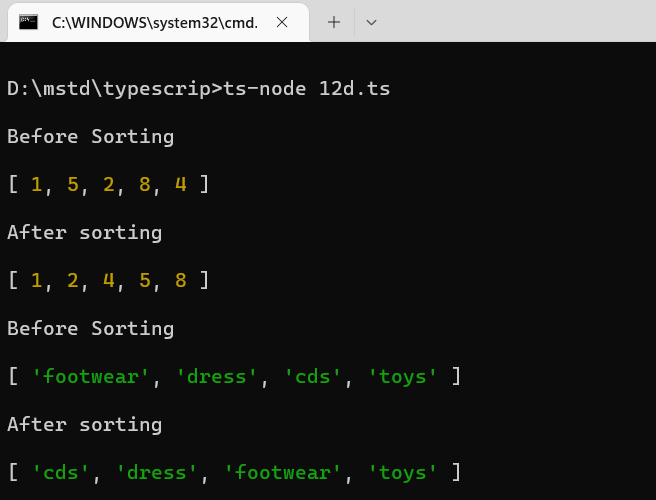 C:\WINDOWS\system32\cmd.
D:\mstd\typescrip>ts-node 12d.ts
Before Sorting
[ 1, 5, 2, 8, 4 ]
After sorting
[ 1, 2, 4, 5, 8 ]
Before Sorting
[ 'footwear', 'dress', 'cds', 'toys' ]
After sorting
[ 'cds', 'dress', 'footwear', 'toys' ]